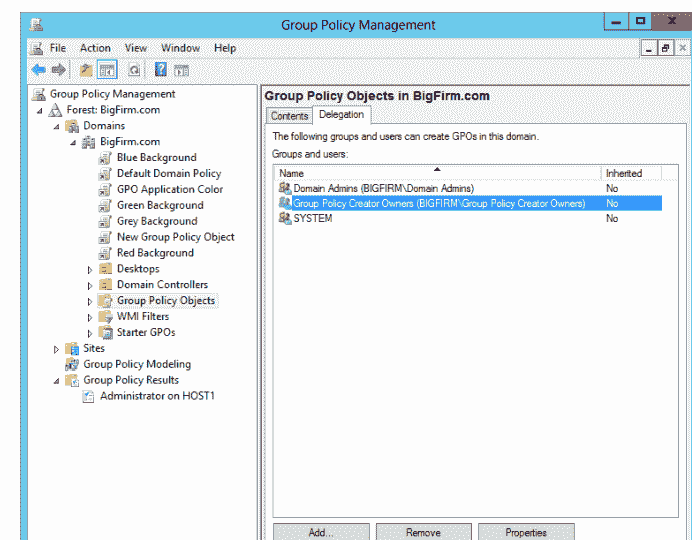 Group Policy Management
File Action View Window Help
Group Policy Management
Forest: BigFirm.com
Domains
BigFirm.com
Blue Background
Default Domain Policy
GPO Application Color
Green Background
Grey Background
New Group Policy Object
Red Background
Desktops
Domain Controllers
Group Policy Objects
WMI Filters
Starter GPOs
Sites
Group Policy Modeling
Group Policy Results
Administrator on HOST1
Group Policy Objects in BigFirm.com
Contents Delegation
The following groups and users can create GPOs in this domain.
Groups and users:
Name Inherited
Domain Admins (BIGFIRM\Domain Admins) No
Group Policy Creator Owners (BIGFIRM\Group Policy Creator Owners) No
SYSTEM No
Add... Remove Properties